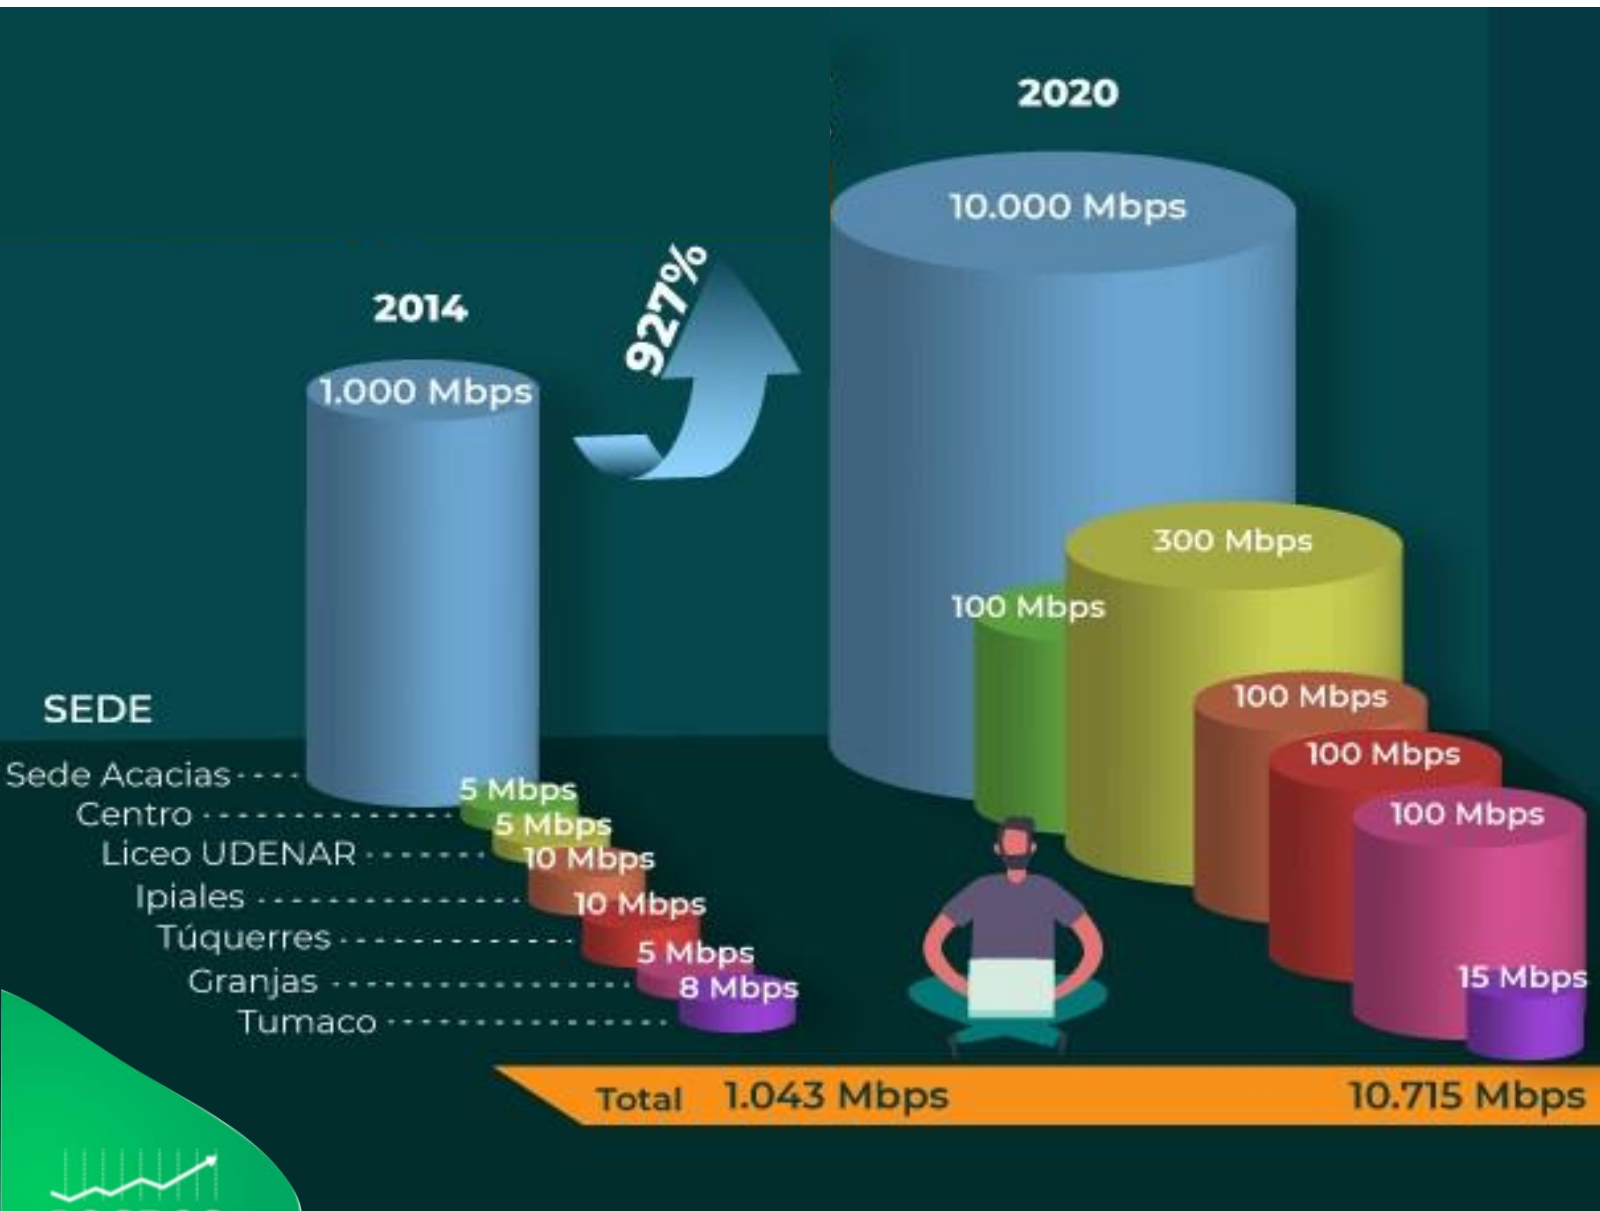 2020
10.000 Mbps
927%
2014
1.000 Mbps
300 Mbps
100 Mbps
100 Mbps
100 Mbps
100 Mbps
15 Mbps
SEDE
Sede Acacias
5 Mbps
Centro
5 Mbps
Liceo UDENAR
10 Mbps
Ipiales
10 Mbps
Túquerres
5 Mbps
Granjas
8 Mbps
Tumaco
Total 1.043 Mbps 10.715 Mbps